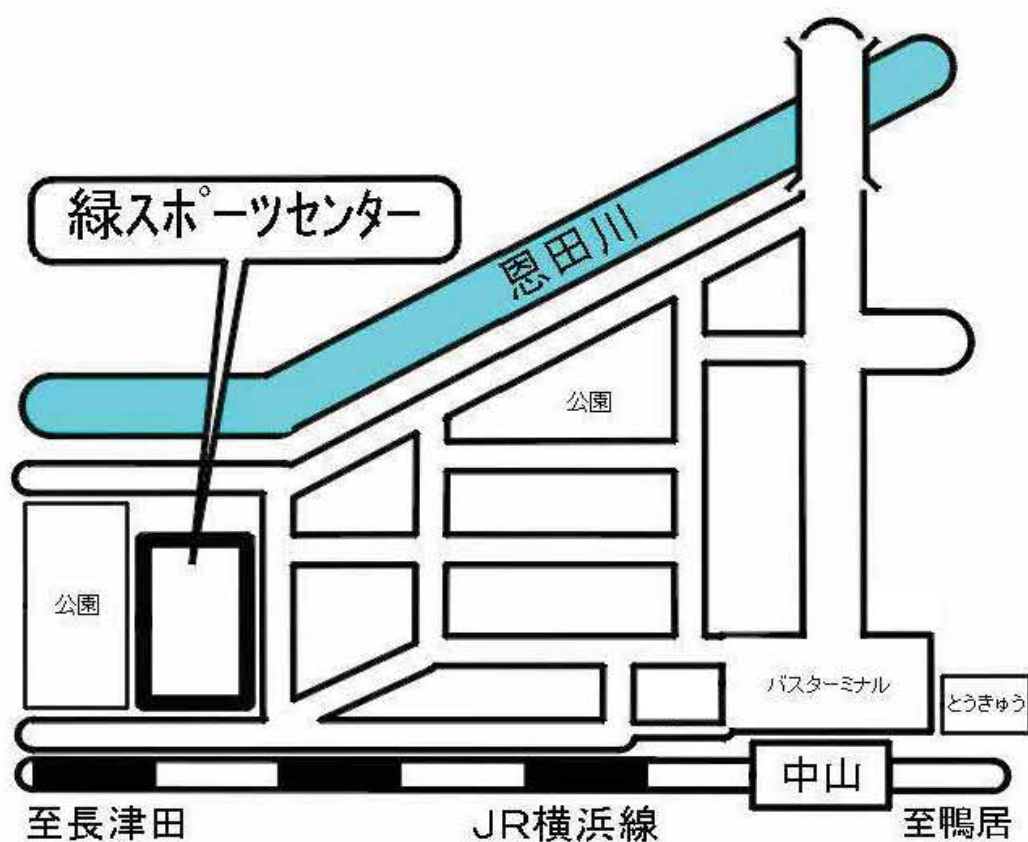 緑スポーツセンター
恩田川
公園
公園
バスターミナル
とうきゅう
中山
至長津田
JR横浜線
至鴨居